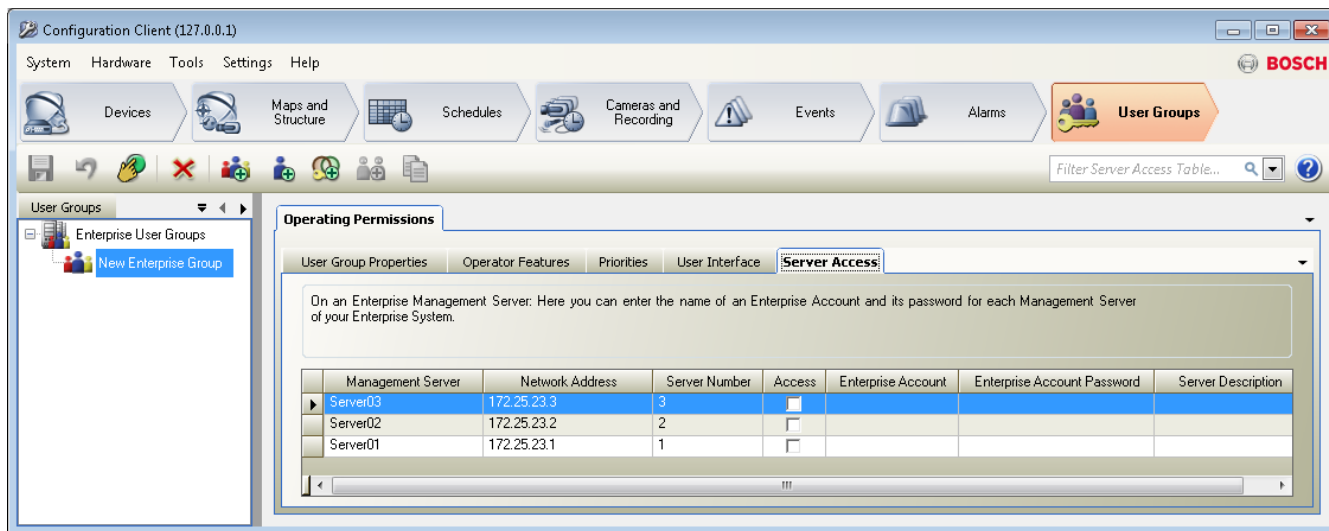 Configuration Client (127.0.0.1)
System Hardware Tools Settings Help
BOSCH
Devices
Maps and
Structure
Schedules
Cameras and
Recording
Events
Alarms
User Groups
Filter Server Access Table...
User Groups
Enterprise User Groups
New Enterprise Group
Operating Permissions
User Group Properties Operator Features Priorities User Interface Server Access
On an Enterprise Management Server: Here you can enter the name of an Enterprise Account and its password for each Management Server
of your Enterprise System.
Management Server Network Address Server Number Access Enterprise Account Enterprise Account Password Server Description
Server03 172.25.23.3 3
Server02 172.25.23.2 2
Server01 172.25.23.1 1